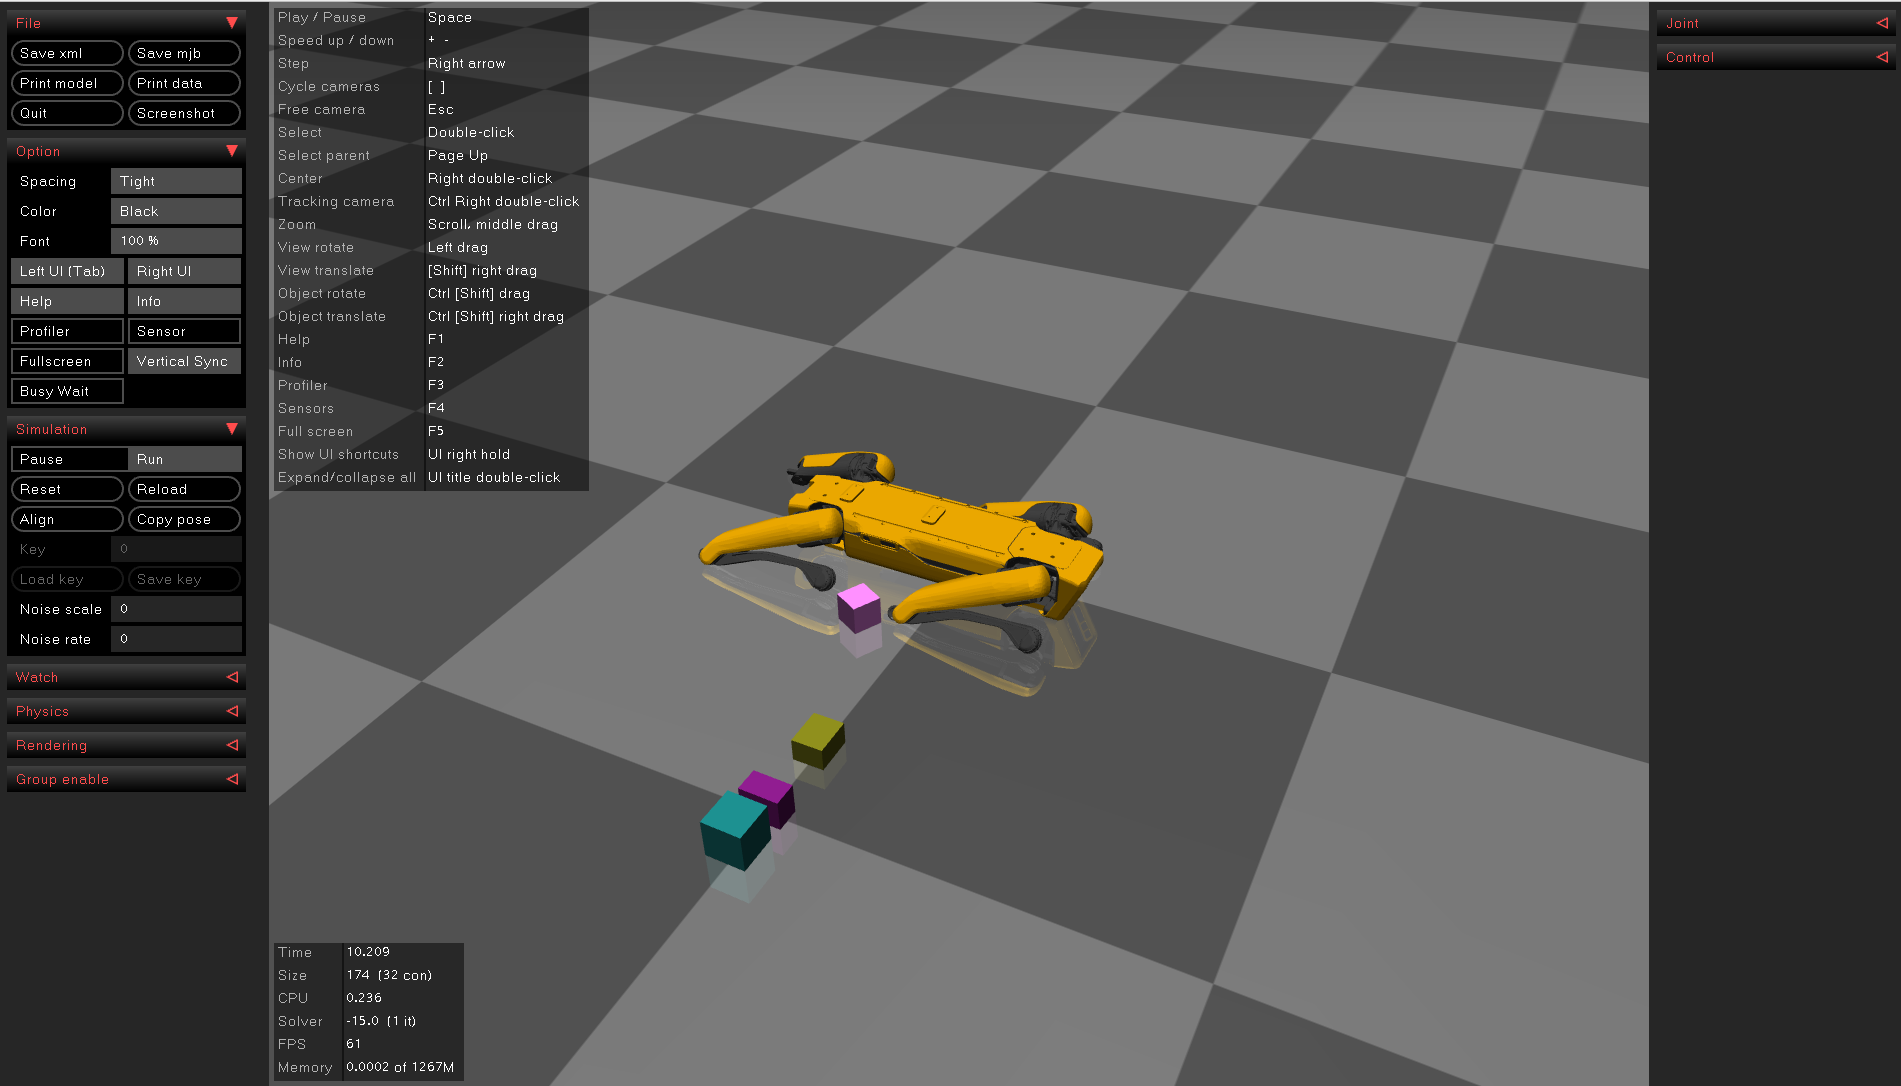 File
Save xml Save mjb
Print model Print data
Quit Screenshot
Option
Spacing Tight
Color Black
Font 100 %
Left UI (Tab) Right UI
Help Info
Profiler Sensor
Fullscreen Vertical Sync
Busy Wait
Simulation
Pause Run
Reset Reload
Align Copy pose
Key 0
Load key Save key
Noise scale 0
Noise rate 0
Watch
Physics
Rendering
Group enable
Play / Pause Space
Speed up / down + -
Step Right arrow
Cycle cameras [ ]
Free camera Esc
Select Double-click
Select parent Page Up
Center Right double-click
Tracking camera Ctrl Right double-click
Zoom Scroll, middle drag
View rotate Left drag
View translate [Shift] right drag
Object rotate Ctrl [Shift] drag
Object translate Ctrl [Shift] right drag
Help F1
Info F2
Profiler F3
Sensors F4
Full screen F5
Show UI shortcuts UI right hold
Expand/collapse all UI title double-click
Time 10.209
Size 174 (32 con)
CPU 0.236
Solver -15.0 (1 it)
FPS 61
Memory 0.0002 of 1267M
Joint
Control